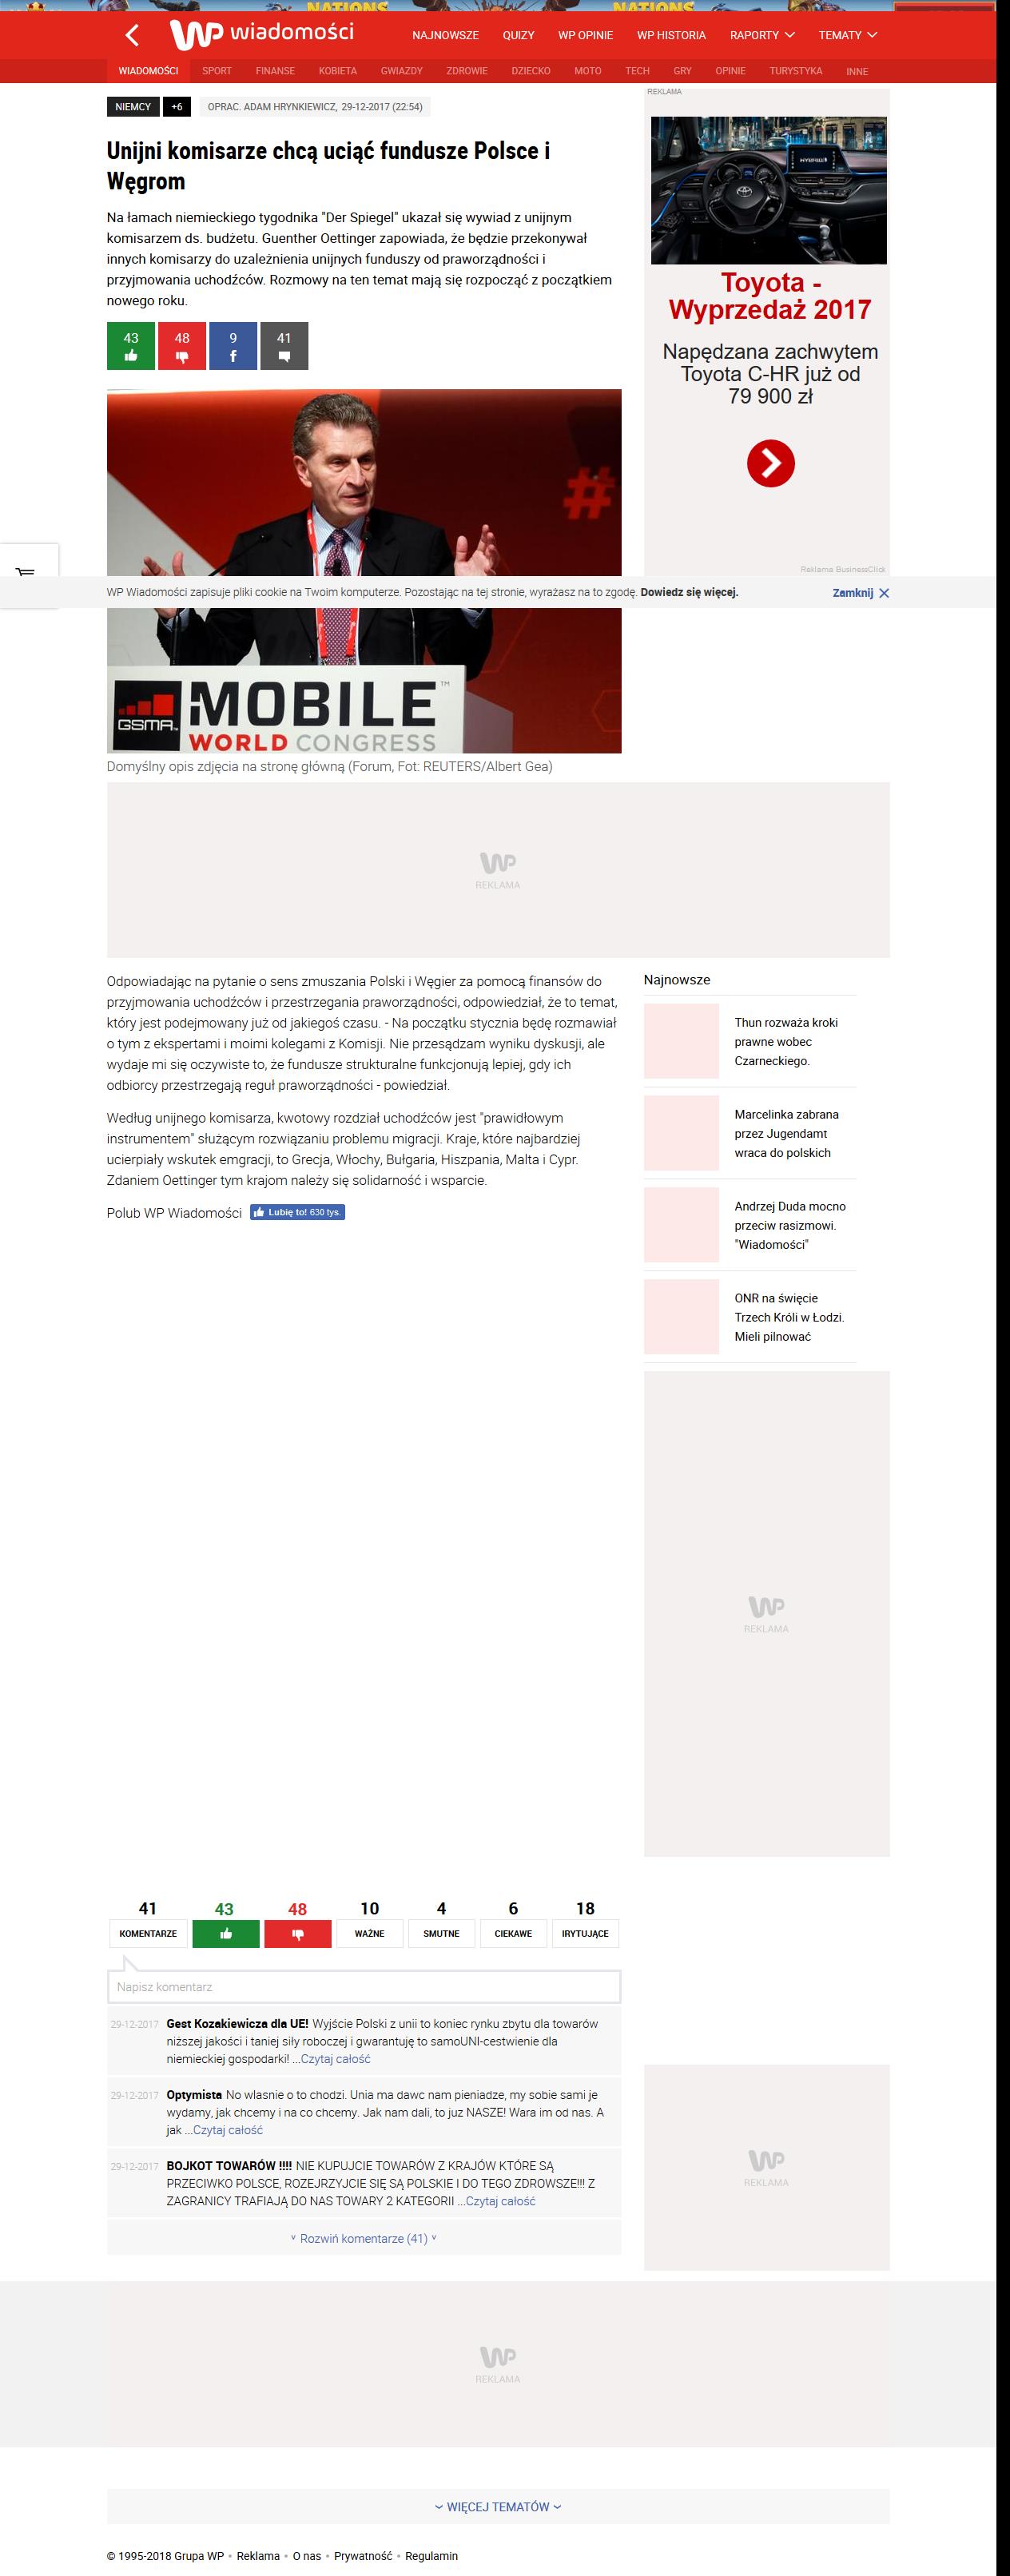 NATIONS
NATIONS
WP wiadomości
NAJNOWSZE QUIZY WP OPINIE WP HISTORIA RAPORTY TEMATY
WIADOMOŚCI SPORT FINANSE KOBIETA GWIAZDY ZDROWIE DZIECKO MOTO TECH GRY OPINIE TURYSTYKA INNE
NIEMCY +6 OPRAC. ADAM HRYNKIEWICZ, 29-12-2017 (22:54)
REKLAMA
Unijni komisarze chcą uciąć fundusze Polsce i
Węgrom
Na łamach niemieckiego tygodnika "Der Spiegel" ukazał się wywiad z unijnym
komisarzem ds. budżetu. Guenther Oettinger zapowiada, że będzie przekonywał
innych komisarzy do uzależnienia unijnych funduszy od praworządności i
przyjmowania uchodźców. Rozmowy na ten temat mają się rozpocząć z początkiem
nowego roku.
43 48 9 41
HYBRID
Toyota -
Wyprzedaż 2017
Napędzana zachwytem
Toyota C-HR już od
79 900 zł
Reklama BusinessClick
#
WP Wiadomości zapisuje pliki cookie na Twoim komputerze. Pozostając na tej stronie, wyrażasz na to zgodę. Dowiedz się więcej. Zamknij
GSMA™
MOBILE™
WORLD CONGRESS
Domyślny opis zdjęcia na stronę główną (Forum, Fot: REUTERS/Albert Gea)
WP
REKLAMA
Odpowiadając na pytanie o sens zmuszania Polski i Węgier za pomocą finansów do
przyjmowania uchodźców i przestrzegania praworządności, odpowiedział, że to temat,
który jest podejmowany już od jakiegoś czasu. - Na początku stycznia będę rozmawiał
o tym z ekspertami i moimi kolegami z Komisji. Nie przesądzam wyniku dyskusji, ale
wydaje mi się oczywiste to, że fundusze strukturalne funkcjonują lepiej, gdy ich
odbiorcy przestrzegają reguł praworządności - powiedział.
Według unijnego komisarza, kwotowy rozdział uchodźców jest "prawidłowym
instrumentem" służącym rozwiązaniu problemu migracji. Kraje, które najbardziej
ucierpiały wskutek emgracji, to Grecja, Włochy, Bułgaria, Hiszpania, Malta i Cypr.
Zdaniem Oettinger tym krajom należy się solidarność i wsparcie.
Polub WP Wiadomości Lubię to! 630 tys.
Najnowsze
Thun rozważa kroki
prawne wobec
Czarneckiego.
Marcelinka zabrana
przez Jugendamt
wraca do polskich
Andrzej Duda mocno
przeciw rasizmowi.
"Wiadomości"
ONR na święcie
Trzech Króli w Łodzi.
Mieli pilnować
WP
REKLAMA
41 43 48 10 4 6 18
KOMENTARZE WAŻNE SMUTNE CIEKAWE IRYTUJĄCE
Napisz komentarz
29-12-2017 Gest Kozakiewicza dla UE! Wyjście Polski z unii to koniec rynku zbytu dla towarów
niższej jakości i taniej siły roboczej i gwarantuję to samoUNI-cestwienie dla
niemieckiej gospodarki! ...Czytaj całość
29-12-2017 Optymista No wlasnie o to chodzi. Unia ma dawc nam pieniadze, my sobie sami je
wydamy, jak chcemy i na co chcemy. Jak nam dali, to juz NASZE! Wara im od nas. A
jak ...Czytaj całość
29-12-2017 BOJKOT TOWARÓW !!!! NIE KUPUJCIE TOWARÓW Z KRAJÓW KTÓRE SĄ
PRZECIWKO POLSCE, ROZEJRZYJCIE SIĘ SĄ POLSKIE I DO TEGO ZDROWSZE!!! Z
ZAGRANICY TRAFIAJĄ DO NAS TOWARY 2 KATEGORII ...Czytaj całość
Rozwiń komentarze (41)
WP
REKLAMA
WP
REKLAMA
WIĘCEJ TEMATÓW
© 1995-2018 Grupa WP • Reklama • O nas • Prywatność • Regulamin